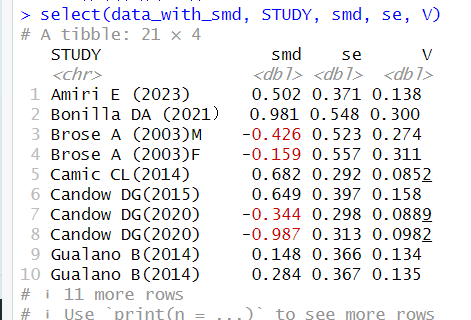 > select(data_with_smd, STUDY, smd, se, V)
# A tibble: 21 × 4
STUDY smd se V
<chr> <dbl> <dbl> <dbl>
1 Amiri E (2023) 0.502 0.371 0.138
2 Bonilla DA (2021) 0.981 0.548 0.300
3 Brose A (2003)M -0.426 0.523 0.274
4 Brose A (2003)F -0.159 0.557 0.311
5 Camic CL(2014) 0.682 0.292 0.0852
6 Candow DG(2015) 0.649 0.397 0.158
7 Candow DG(2020) -0.344 0.298 0.0889
8 Candow DG(2020) -0.987 0.313 0.0982
9 Gualano B(2014) 0.148 0.366 0.134
10 Gualano B(2014) 0.284 0.367 0.135
# ℹ 11 more rows
# ℹ Use `print(n = ...)` to see more rows